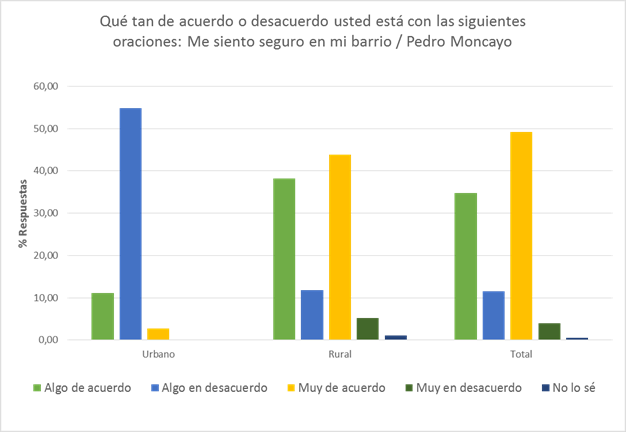 Qué tan de acuerdo o desacuerdo usted está con las siguientes
oraciones: Me siento seguro en mi barrio / Pedro Moncayo
% Respuestas
60,00
50,00
40,00
30,00
20,00
10,00
0,00
Urbano Rural Total
Algo de acuerdo Algo en desacuerdo Muy de acuerdo Muy en desacuerdo No lo sé